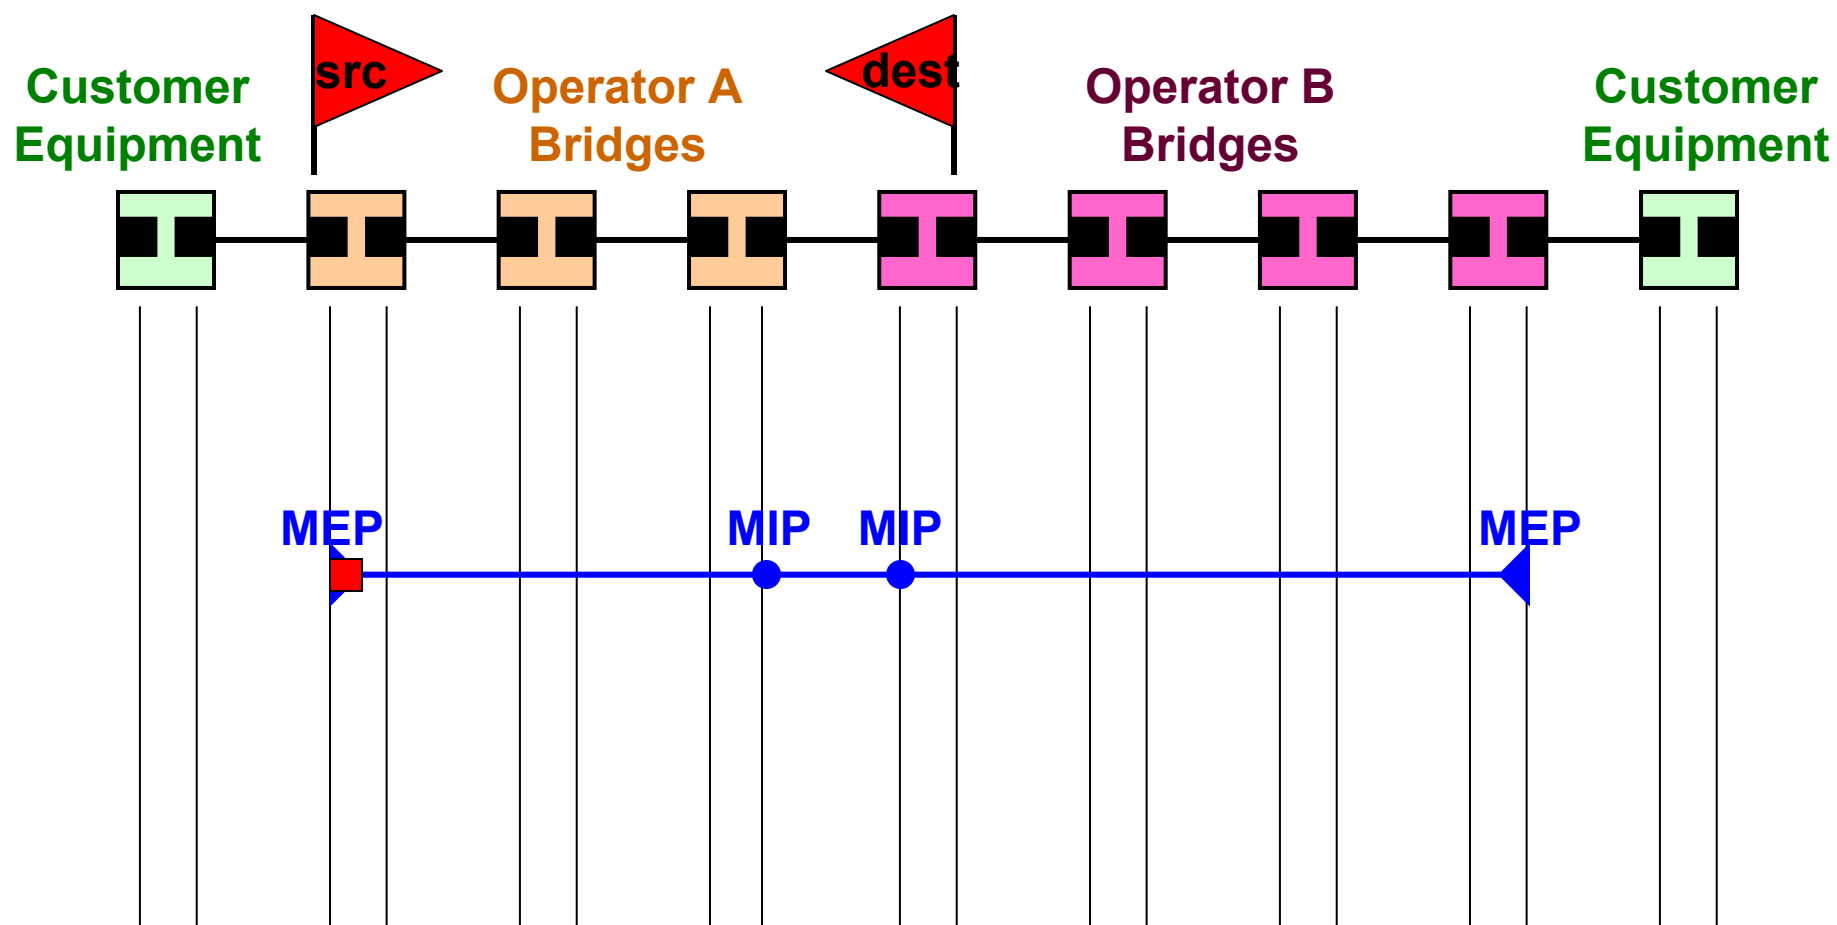 src
dest
Customer
Equipment
Operator A
Bridges
Operator B
Bridges
Customer
Equipment
MEP
MIP
MIP
MEP